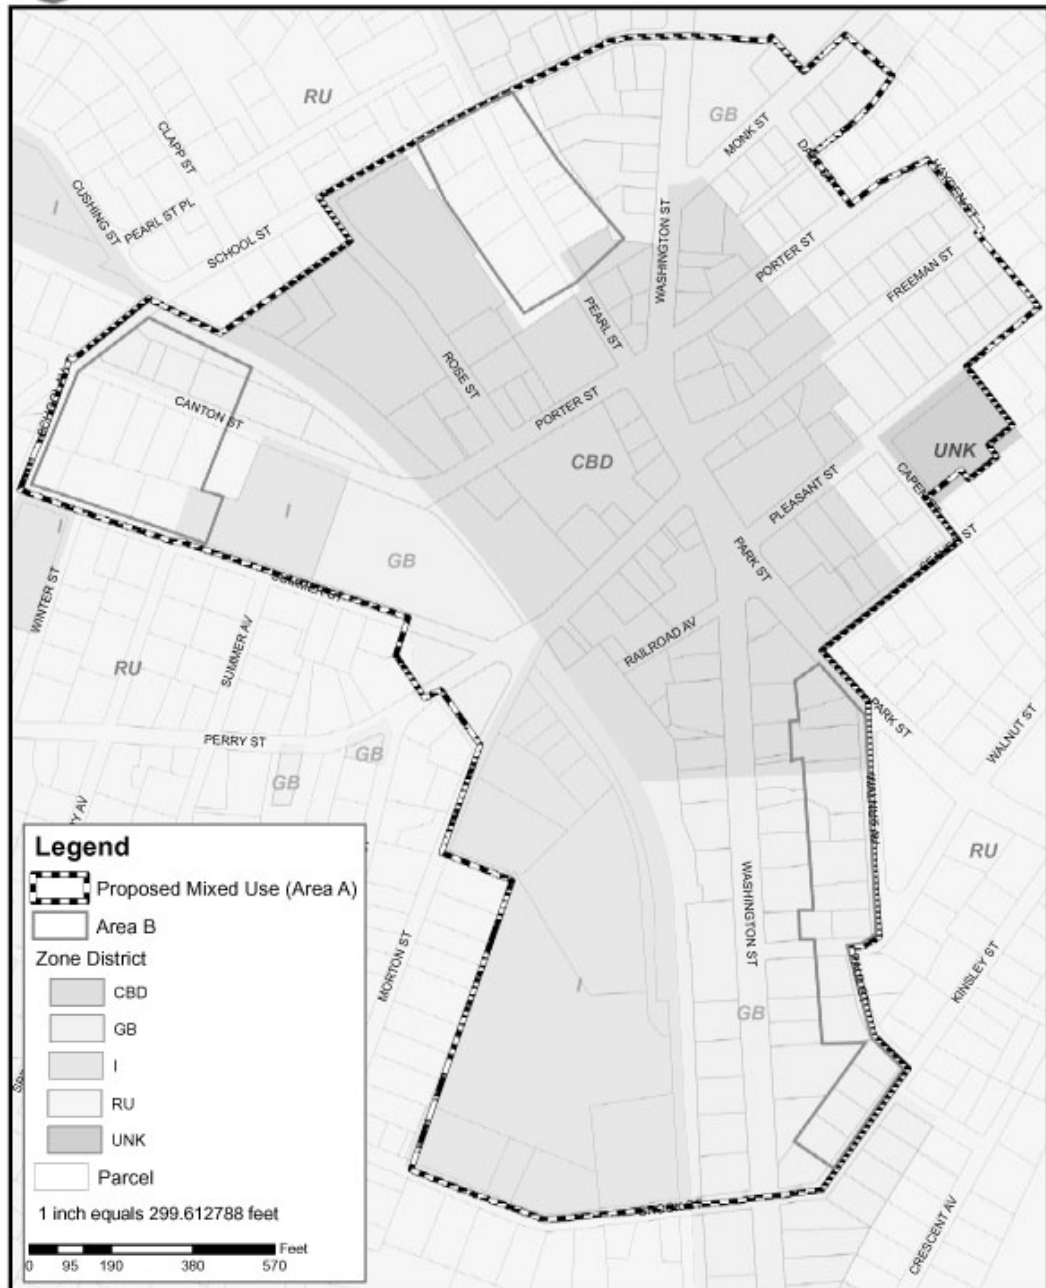 RU
GB
MONK ST
CLAPP ST
CUSHING ST
I
PEARL ST PL
SCHOOL ST
WASHINGTON ST
PORTER ST
FREEMAN ST
PEARL ST
ROSE ST
CANTON ST
PORTER ST
CBD
UNK
I
PLEASANT ST
I
GB
PARK ST
WINTER ST
SUMMER AV
RU
RAILROAD AV
PERRY ST
GB
GB
PARK ST
WALNUT ST
RU
WASHINGTON ST
MORTON ST
KINSLEY ST
I
GB
CRESCENT AV
Legend
Proposed Mixed Use (Area A)
Area B
Zone District
CBD
GB
I
RU
UNK
Parcel
1 inch equals 299.612788 feet
Feet
0 95 190 380 570